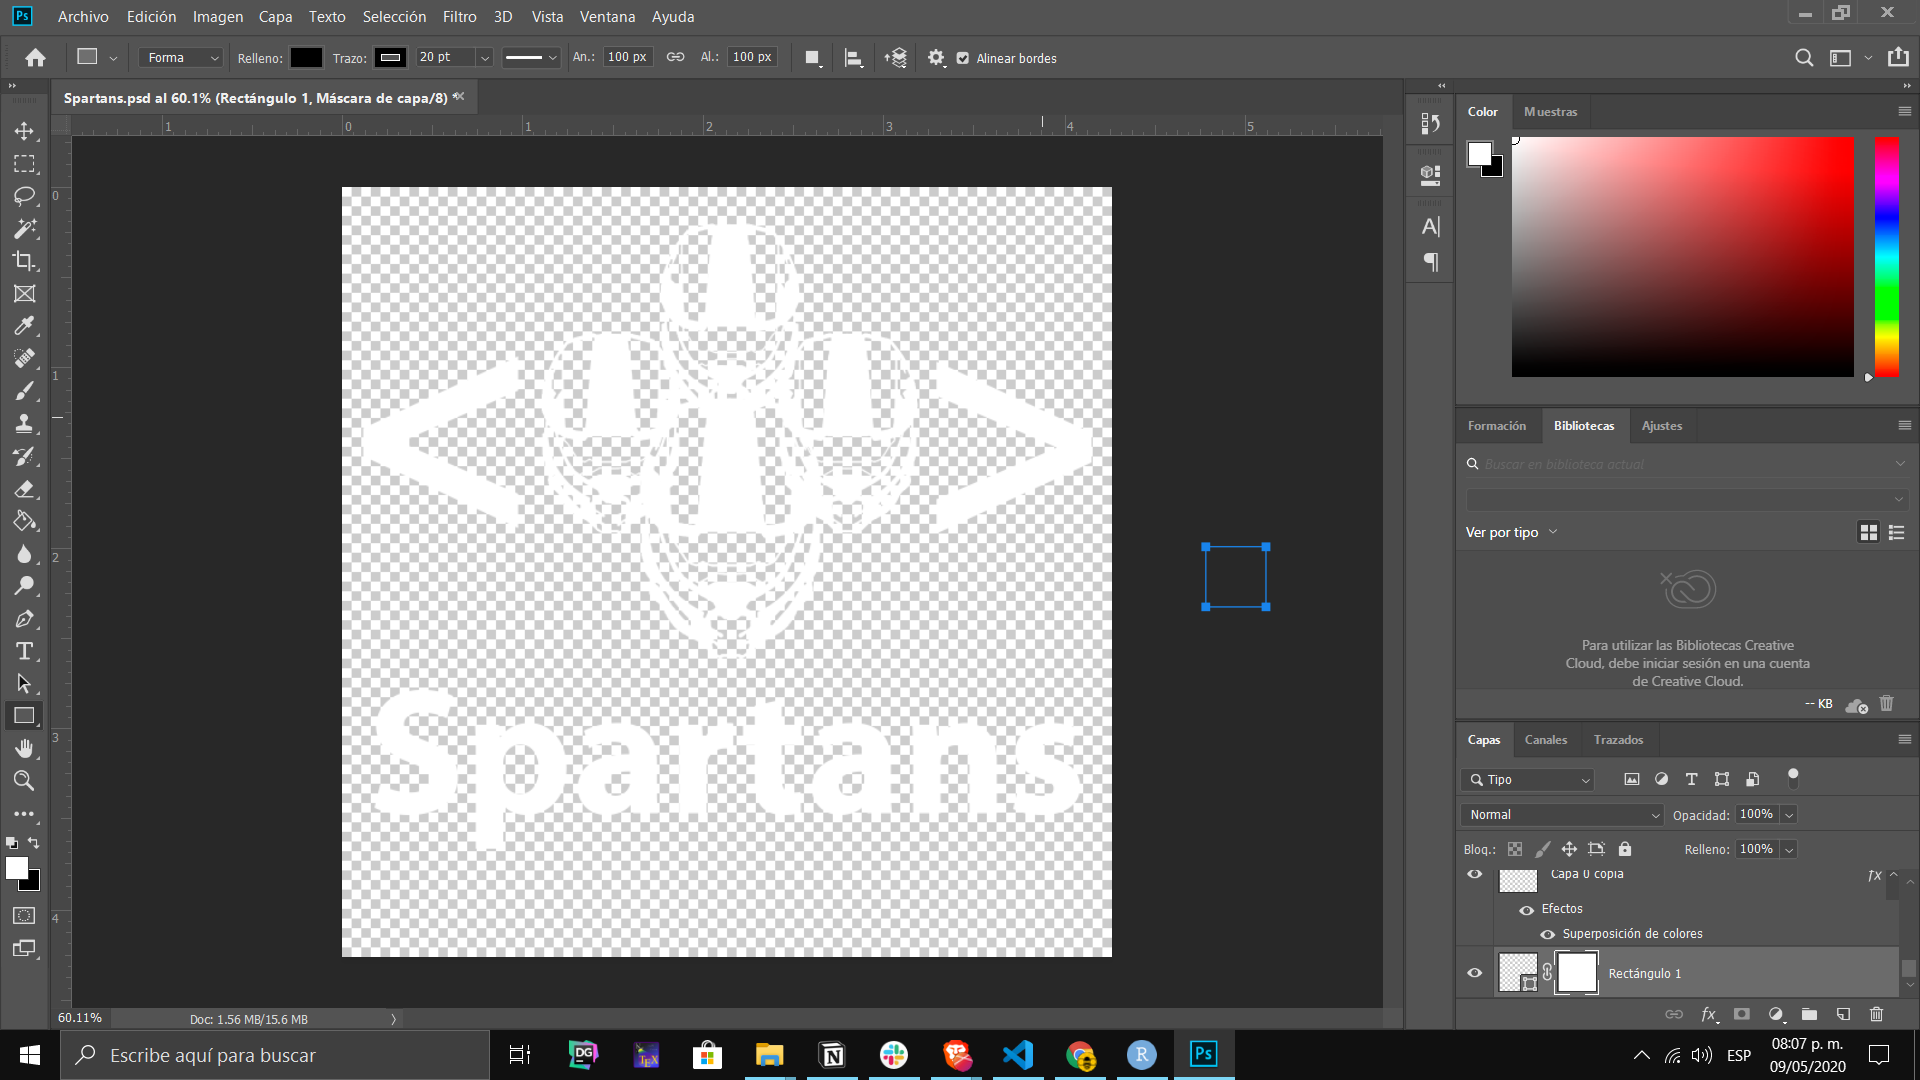 Ps Archivo Edición Imagen Capa Texto Selección Filtro 3D Vista Ventana Ayuda
Forma Relleno: Trazo: 20 pt An.: 100 px Al.: 100 px Alinear bordes
Spartans.psd al 60.1% (Rectángulo 1, Máscara de capa/8) *
1 0 1 2 3 4 5
0
1
2
3
4
Spartans
60.11% Doc: 1.56 MB/15.6 MB
Color Muestras
Formación Bibliotecas Ajustes
Buscar en biblioteca actual
Ver por tipo
Para utilizar las Bibliotecas Creative
Cloud, debe iniciar sesión en una cuenta
de Creative Cloud.
-- KB
Capas Canales Trazados
Tipo
Normal Opacidad: 100%
Bloq.: Relleno: 100%
Capa 0 copia fx
Efectos
Superposición de colores
Rectángulo 1
fx
Escribe aquí para buscar
DG
TEX
N
R
Ps
ESP
08:07 p. m.
09/05/2020